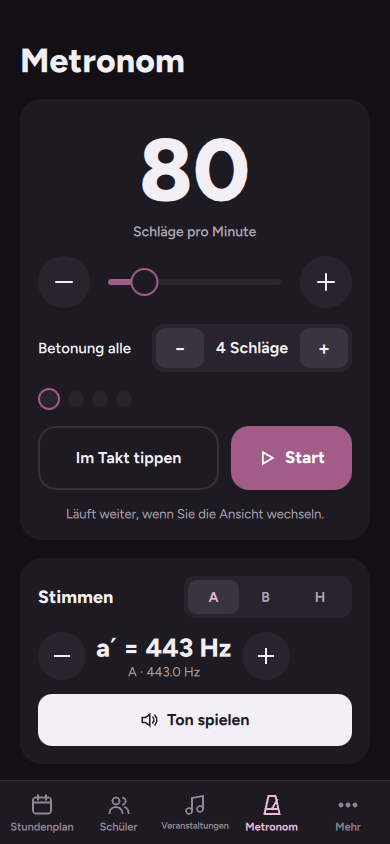 Metronom
80
Schläge pro Minute
Betonung alle
– 4 Schläge +
Im Takt tippen
Start
Läuft weiter, wenn Sie die Ansicht wechseln.
Stimmen
A B H
a´ = 443 Hz
A · 443.0 Hz
Ton spielen
Stundenplan Schüler Veranstaltungen Metronom Mehr